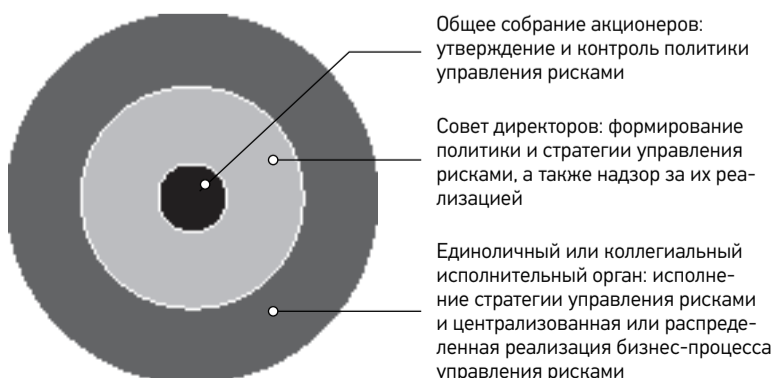 Общее собрание акционеров:
утверждение и контроль политики
управления рисками
Совет директоров: формирование
политики и стратегии управления
рисками, а также надзор за их реа-
лизацией
Единоличный или коллегиальный
исполнительный орган: исполне-
ние стратегии управления рисками
и централизованная или распреде-
ленная реализация бизнес-процесса
управления рисками